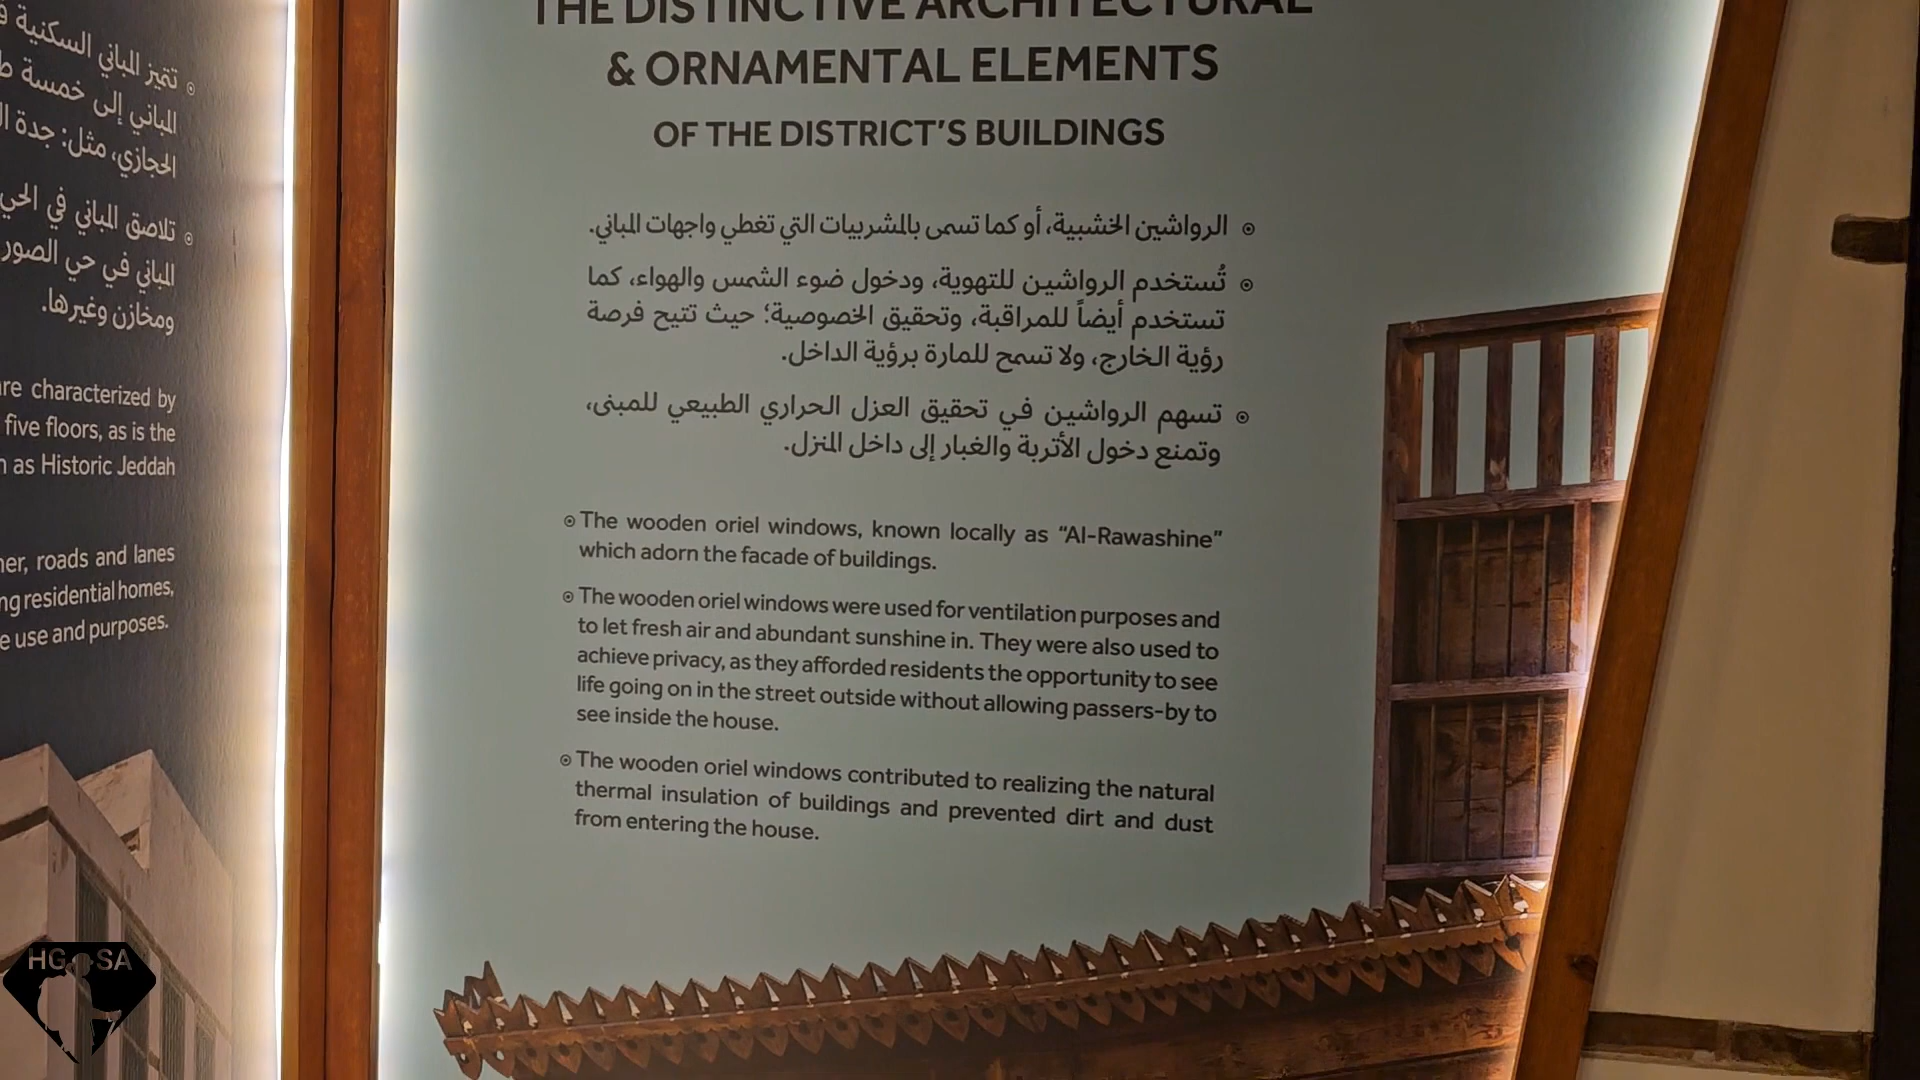 THE DISTINCTIVE ARCHITECTURAL
& ORNAMENTAL ELEMENTS
OF THE DISTRICT'S BUILDINGS
الرواشين الخشبية، أو كما تسمى بالمشربيات التي تغطي واجهات المباني.
تُستخدم الرواشين للتهوية، ودخول ضوء الشمس والهواء، كما
تستخدم أيضاً للمراقبة، وتحقيق الخصوصية؛ حيث تتيح فرصة
رؤية الخارج، ولا تسمح للمارة برؤية الداخل.
تسهم الرواشين في تحقيق العزل الحراري الطبيعي للمبنى،
وتمنع دخول الأتربة والغبار إلى داخل المنزل.
The wooden oriel windows, known locally as “Al-Rawashine”
which adorn the facade of buildings.
The wooden oriel windows were used for ventilation purposes and
to let fresh air and abundant sunshine in. They were also used to
achieve privacy, as they afforded residents the opportunity to see
life going on in the street outside without allowing passers-by to
see inside the house.
The wooden oriel windows contributed to realizing the natural
thermal insulation of buildings and prevented dirt and dust
from entering the house.
تتميز المباني السكنية
المباني إلى خمسة
الحجازي، مثل: جدة
تلاصق المباني في الحي
المباني في حي الصور
ومخازن وغيرها.
characterized by
five floors, as is the
as Historic Jeddah
roads and lanes
residential homes,
use and purposes.
HG SA